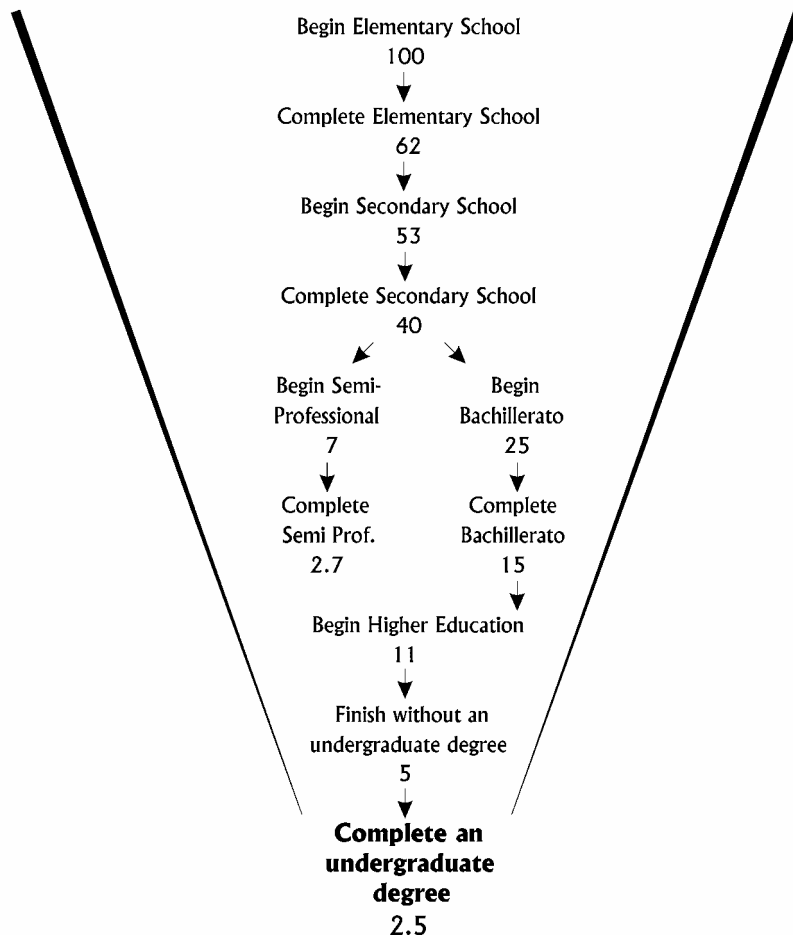 Begin Elementary School
100
Complete Elementary School
62
Begin Secondary School
53
Complete Secondary School
40
Begin Semi-
Professional
7
Complete
Semi Prof.
2.7
Begin
Bachillerato
25
Complete
Bachillerato
15
Begin Higher Education
11
Finish without an
undergraduate degree
5
Complete an
undergraduate
degree
2.5